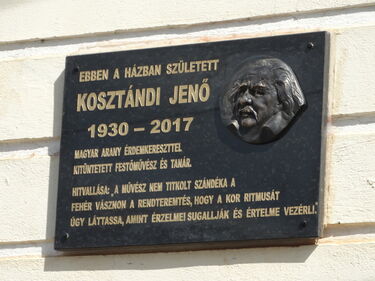 EBBEN A HÁZBAN SZÜLETETT
KOSZTÁNDI JENŐ
1930 – 2017
MAGYAR ARANY ÉRDEMKERESZTTEL
KITÜNTETETT FESTŐMŰVÉSZ ÉS TANÁR.
HITVALLÁSA: „A MŰVÉSZ NEM TITKOLT SZÁNDÉKA A
FEHÉR VÁSZNON A RENDTEREMTÉS, HOGY A KOR RITMUSÁT
ÚGY LÁTTASSA, AMINT ÉRZELMEI SUGALLJÁK ÉS ÉRTELME VEZÉRLI.”